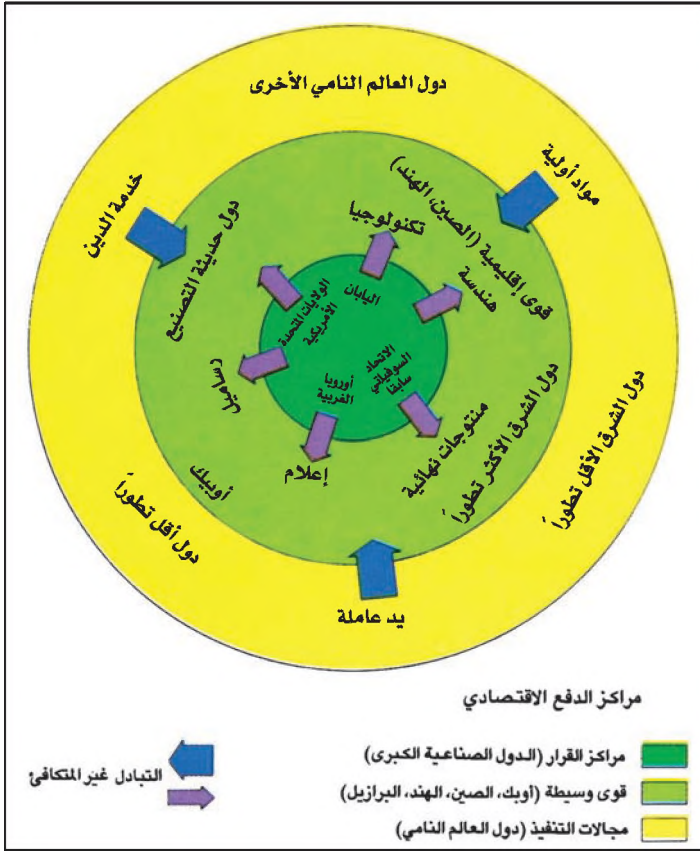 دول العالم النامي الأخرى
مواد أولية
خدمة الدين
قوى إقليمية (الصين، الهند)
دول حديثة التصنيع
تكنولوجيا
هندسة
اليابان
الولايات المتحدة
الأمريكية
الاتحاد
السوفياتي
سابقا
أوروبا
الغربية
منتوجات نهائية
دول الشرق الأكثر تطوراً
دول الشرق الأقل تطوراً
إعلام
أوبيك
دول أقل تطوراً
يد عاملة
مراكز الدفع الاقتصادي
مراكز القرار (الدول الصناعية الكبرى)
قوى وسيطة (أوبك، الصين، الهند، البرازيل)
مجالات التنفيذ (دول العالم النامي)
التبادل غير المتكافئ